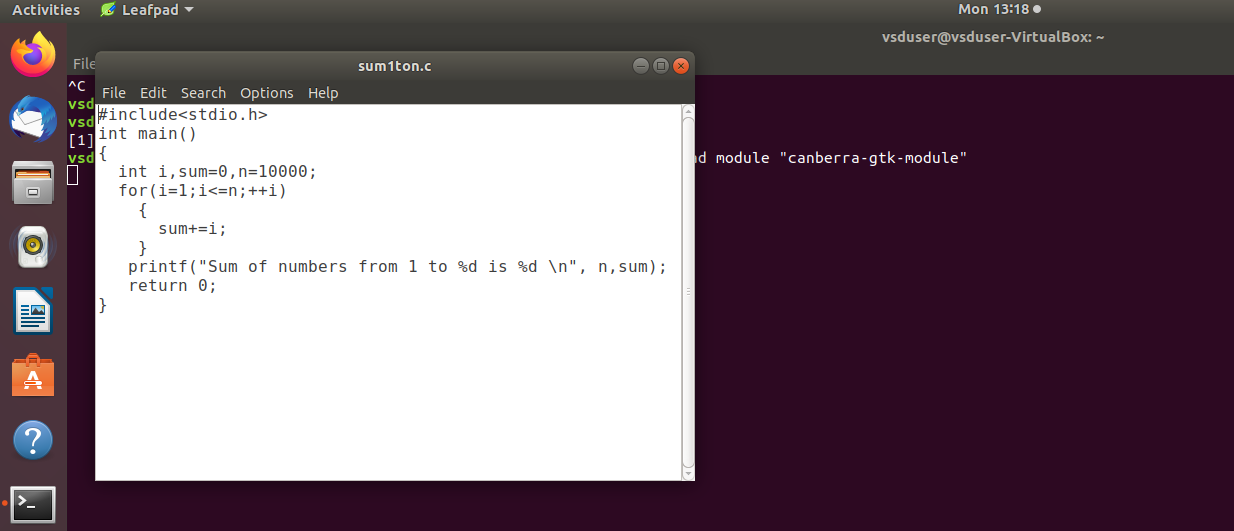 Activities Leafpad Mon 13:18
vsduser@vsduser-VirtualBox: ~
File
sum1ton.c
File Edit Search Options Help
#include<stdio.h>
int main()
{
  int i,sum=0,n=10000;
  for(i=1;i<=n;++i)
    {
      sum+=i;
    }
   printf("Sum of numbers from 1 to %d is %d \n", n,sum);
   return 0;
}
^C
vsd
vsd
[1]
vsd module "canberra-gtk-module"